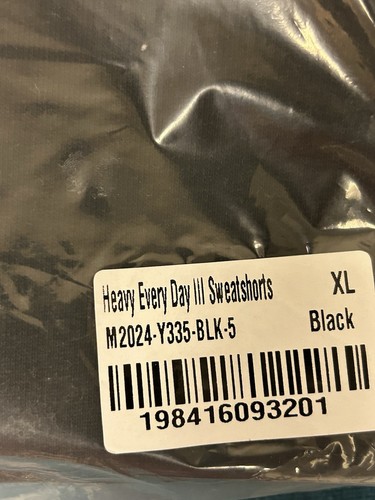 Heavy Every Day III Sweatshorts XL
M2024-Y335-BLK-5 Black
198416093201